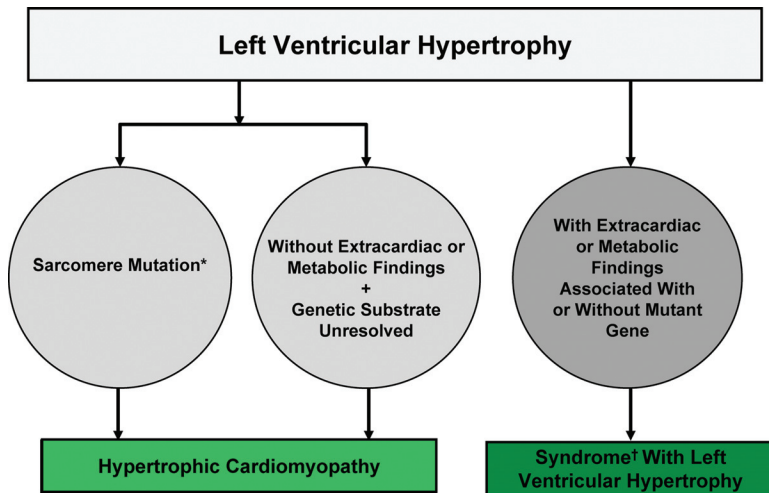 Left Ventricular Hypertrophy
Sarcomere Mutation*
Without Extracardiac or
Metabolic Findings
+
Genetic Substrate
Unresolved
With Extracardiac
or Metabolic
Findings
Associated With
or Without Mutant
Gene
Hypertrophic Cardiomyopathy
Syndrome† With Left
Ventricular Hypertrophy